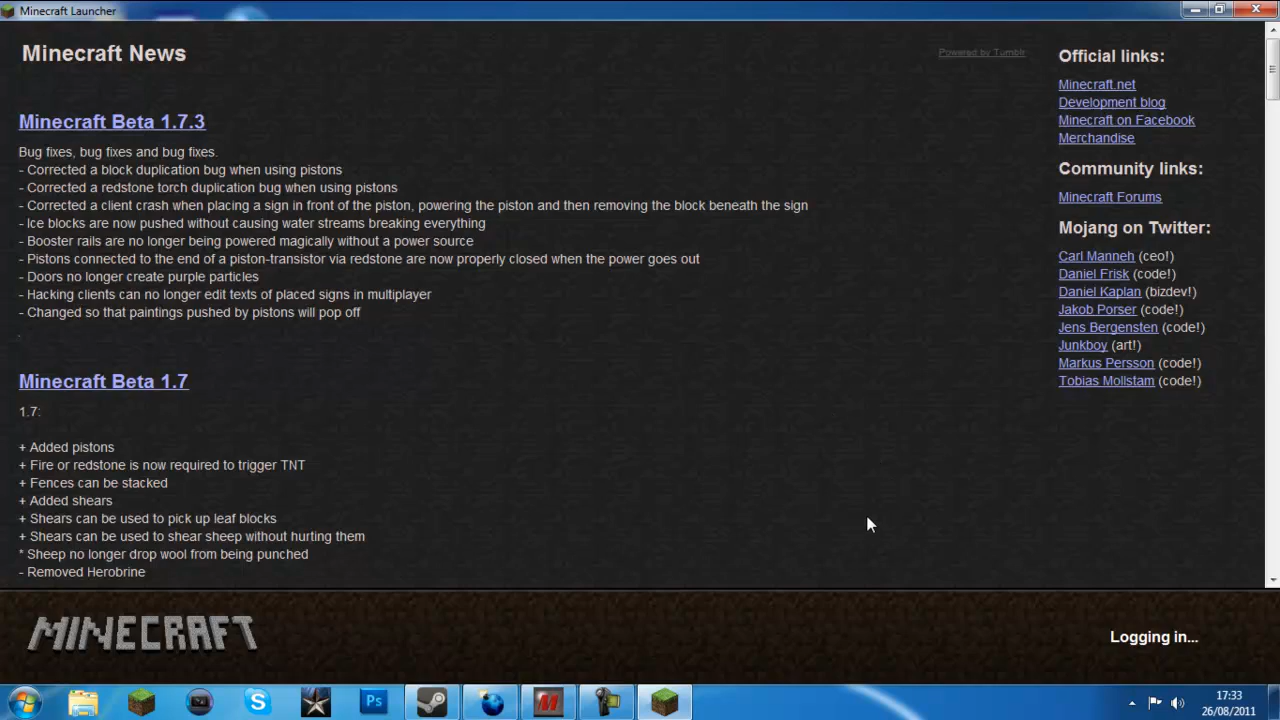 Minecraft Launcher
Minecraft News
Powered by Tumblr
Minecraft Beta 1.7.3
Bug fixes, bug fixes and bug fixes.
- Corrected a block duplication bug when using pistons
- Corrected a redstone torch duplication bug when using pistons
- Corrected a client crash when placing a sign in front of the piston, powering the piston and then removing the block beneath the sign
- Ice blocks are now pushed without causing water streams breaking everything
- Booster rails are no longer being powered magically without a power source
- Pistons connected to the end of a piston-transistor via redstone are now properly closed when the power goes out
- Doors no longer create purple particles
- Hacking clients can no longer edit texts of placed signs in multiplayer
- Changed so that paintings pushed by pistons will pop off
Minecraft Beta 1.7
1.7:
+ Added pistons
+ Fire or redstone is now required to trigger TNT
+ Fences can be stacked
+ Added shears
+ Shears can be used to pick up leaf blocks
+ Shears can be used to shear sheep without hurting them
* Sheep no longer drop wool from being punched
- Removed Herobrine
Official links:
Minecraft.net
Development blog
Minecraft on Facebook
Merchandise
Community links:
Minecraft Forums
Mojang on Twitter:
Carl Manneh (ceo!)
Daniel Frisk (code!)
Daniel Kaplan (bizdev!)
Jakob Porser (code!)
Jens Bergensten (code!)
Junkboy (art!)
Markus Persson (code!)
Tobias Mollstam (code!)
MINECRAFT
Logging in...
Ps
17:33
26/08/2011